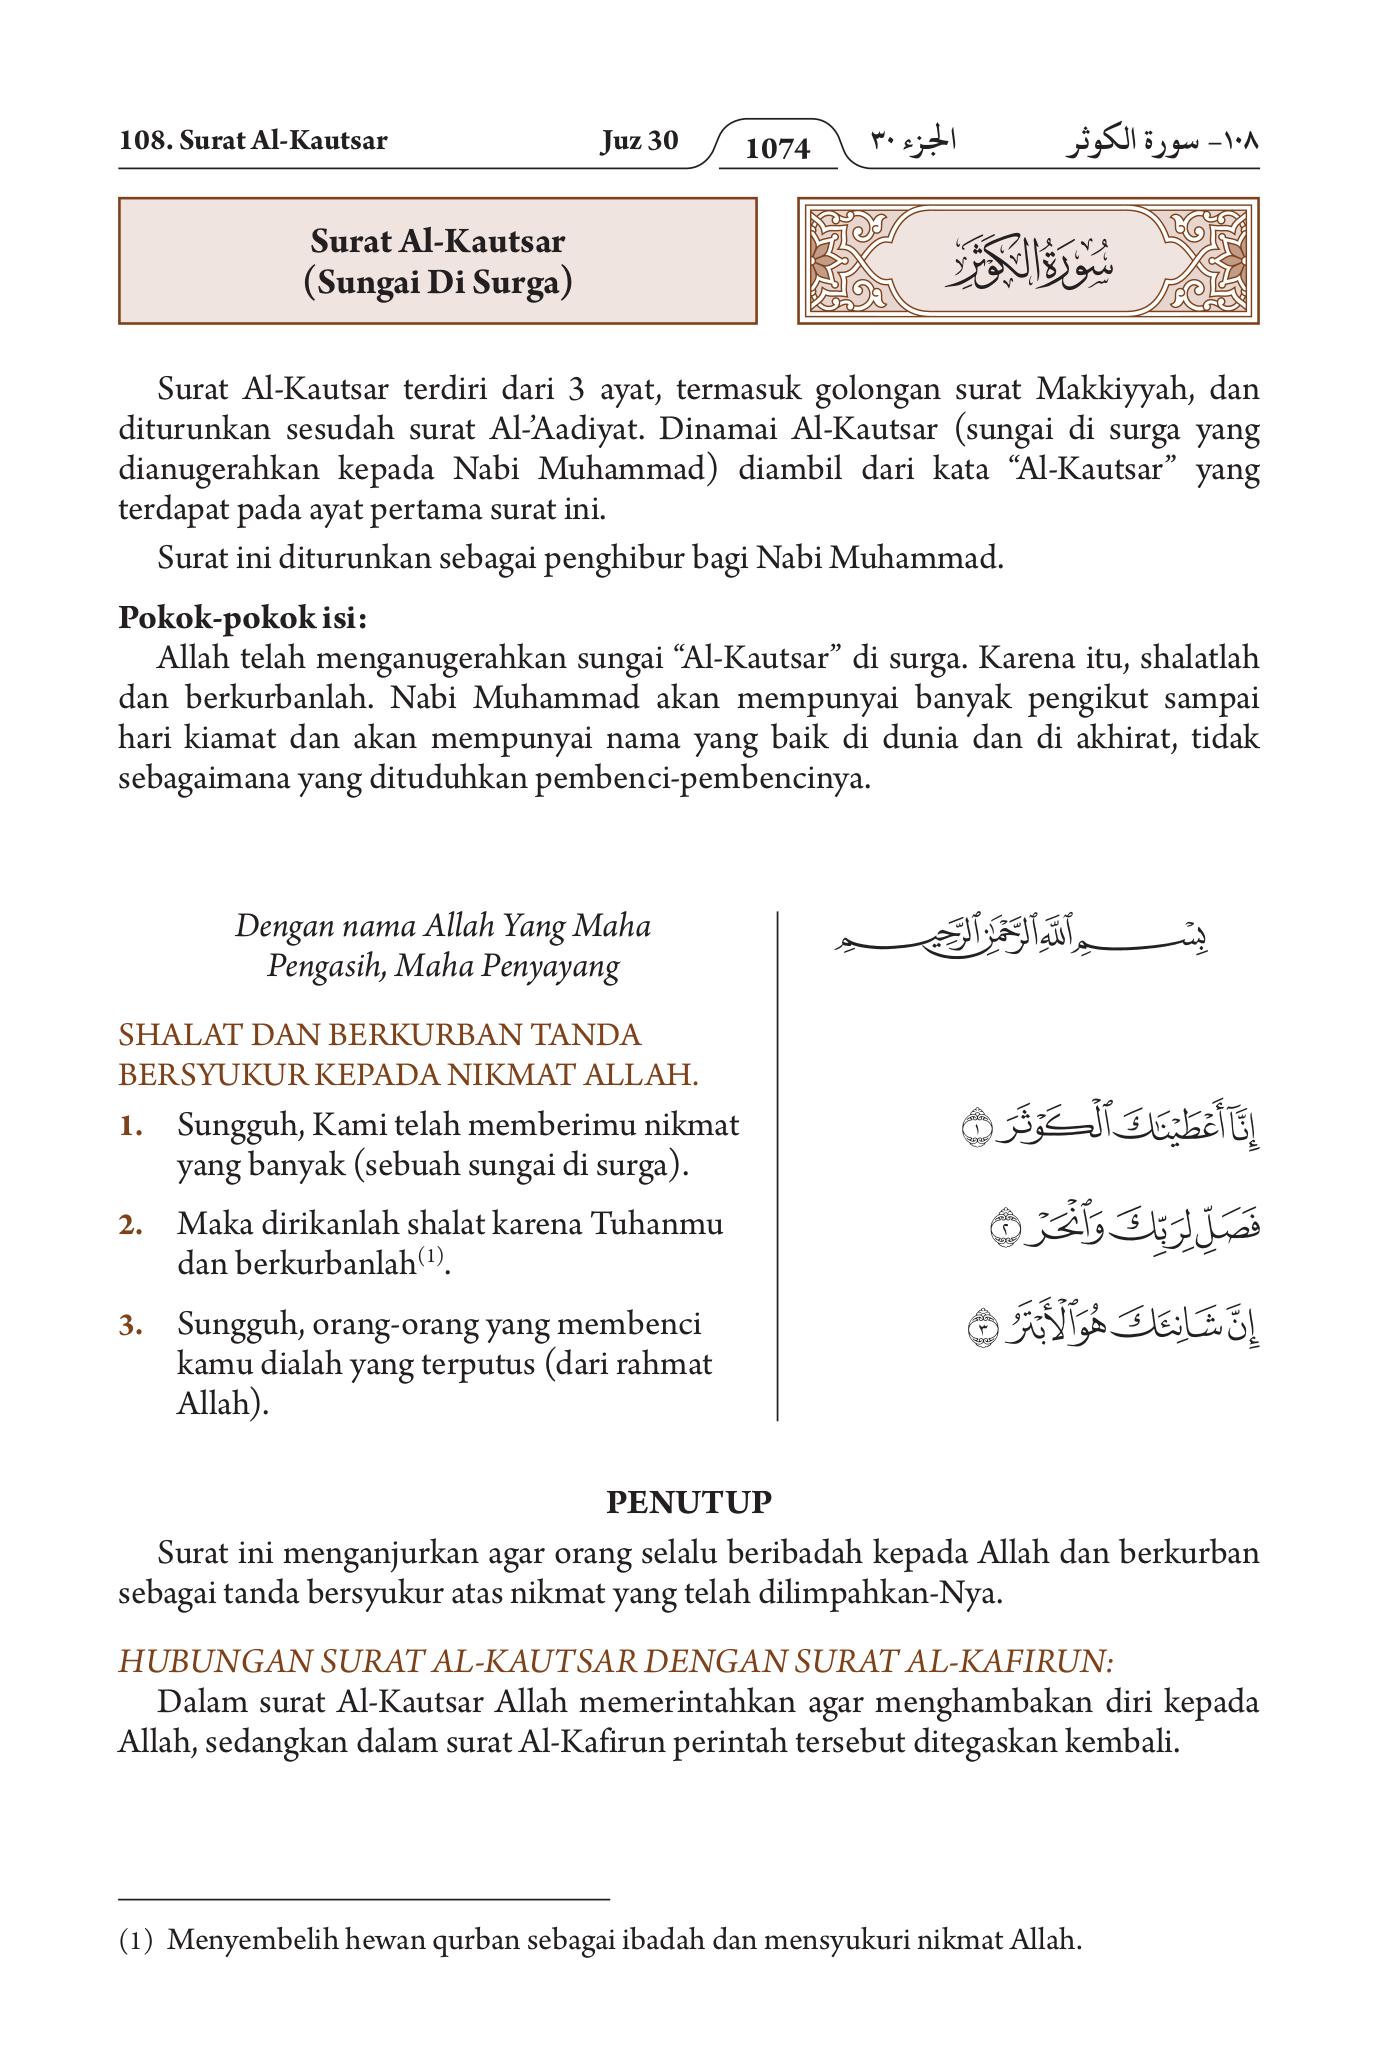 108. Surat Al-Kautsar
Juz 30
1074
الجزء ٣٠
١٠٨- سورة الكوثر
Surat Al-Kautsar
(Sungai Di Surga)
سُورَةُ الكَوْثَرِ
Surat Al-Kautsar terdiri dari 3 ayat, termasuk golongan surat Makkiyyah, dan
diturunkan sesudah surat Al-’Aadiyat. Dinamai Al-Kautsar (sungai di surga yang
dianugerahkan kepada Nabi Muhammad) diambil dari kata “Al-Kautsar” yang
terdapat pada ayat pertama surat ini.
Surat ini diturunkan sebagai penghibur bagi Nabi Muhammad.
Pokok-pokok isi:
Allah telah menganugerahkan sungai “Al-Kautsar” di surga. Karena itu, shalatlah
dan berkurbanlah. Nabi Muhammad akan mempunyai banyak pengikut sampai
hari kiamat dan akan mempunyai nama yang baik di dunia dan di akhirat, tidak
sebagaimana yang dituduhkan pembenci-pembencinya.
Dengan nama Allah Yang Maha
Pengasih, Maha Penyayang
بِسْمِ ٱللَّهِ ٱلرَّحْمَٰنِ ٱلرَّحِيمِ
SHALAT DAN BERKURBAN TANDA
BERSYUKUR KEPADA NIKMAT ALLAH.
1. Sungguh, Kami telah memberimu nikmat
yang banyak (sebuah sungai di surga).
إِنَّآ أَعْطَيْنَٰكَ ٱلْكَوْثَرَ ١
2. Maka dirikanlah shalat karena Tuhanmu
dan berkurbanlah(1).
فَصَلِّ لِرَبِّكَ وَٱنْحَرْ ٢
3. Sungguh, orang-orang yang membenci
kamu dialah yang terputus (dari rahmat
Allah).
إِنَّ شَانِئَكَ هُوَ ٱلْأَبْتَرُ ٣
PENUTUP
Surat ini menganjurkan agar orang selalu beribadah kepada Allah dan berkurban
sebagai tanda bersyukur atas nikmat yang telah dilimpahkan-Nya.
HUBUNGAN SURAT AL-KAUTSAR DENGAN SURAT AL-KAFIRUN:
Dalam surat Al-Kautsar Allah memerintahkan agar menghambakan diri kepada
Allah, sedangkan dalam surat Al-Kafirun perintah tersebut ditegaskan kembali.
(1) Menyembelih hewan qurban sebagai ibadah dan mensyukuri nikmat Allah.